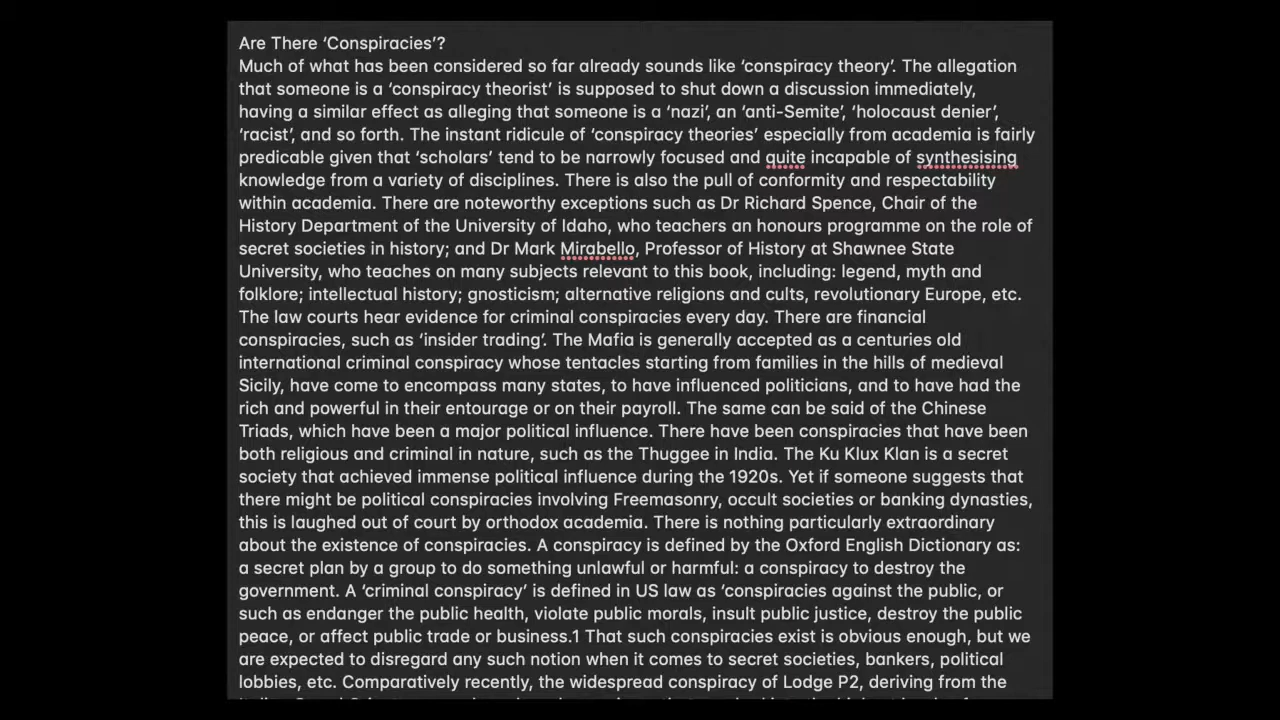 Are There ‘Conspiracies’?
Much of what has been considered so far already sounds like ‘conspiracy theory’. The allegation
that someone is a ‘conspiracy theorist’ is supposed to shut down a discussion immediately,
having a similar effect as alleging that someone is a ‘nazi’, an ‘anti-Semite’, ‘holocaust denier’,
‘racist’, and so forth. The instant ridicule of ‘conspiracy theories’ especially from academia is fairly
predicable given that ‘scholars’ tend to be narrowly focused and quite incapable of synthesising
knowledge from a variety of disciplines. There is also the pull of conformity and respectability
within academia. There are noteworthy exceptions such as Dr Richard Spence, Chair of the
History Department of the University of Idaho, who teachers an honours programme on the role of
secret societies in history; and Dr Mark Mirabello, Professor of History at Shawnee State
University, who teaches on many subjects relevant to this book, including: legend, myth and
folklore; intellectual history; gnosticism; alternative religions and cults, revolutionary Europe, etc.
The law courts hear evidence for criminal conspiracies every day. There are financial
conspiracies, such as ‘insider trading’. The Mafia is generally accepted as a centuries old
international criminal conspiracy whose tentacles starting from families in the hills of medieval
Sicily, have come to encompass many states, to have influenced politicians, and to have had the
rich and powerful in their entourage or on their payroll. The same can be said of the Chinese
Triads, which have been a major political influence. There have been conspiracies that have been
both religious and criminal in nature, such as the Thuggee in India. The Ku Klux Klan is a secret
society that achieved immense political influence during the 1920s. Yet if someone suggests that
there might be political conspiracies involving Freemasonry, occult societies or banking dynasties,
this is laughed out of court by orthodox academia. There is nothing particularly extraordinary
about the existence of conspiracies. A conspiracy is defined by the Oxford English Dictionary as:
a secret plan by a group to do something unlawful or harmful: a conspiracy to destroy the
government. A ‘criminal conspiracy’ is defined in US law as ‘conspiracies against the public, or
such as endanger the public health, violate public morals, insult public justice, destroy the public
peace, or affect public trade or business.1 That such conspiracies exist is obvious enough, but we
are expected to disregard any such notion when it comes to secret societies, bankers, political
lobbies, etc. Comparatively recently, the widespread conspiracy of Lodge P2, deriving from the